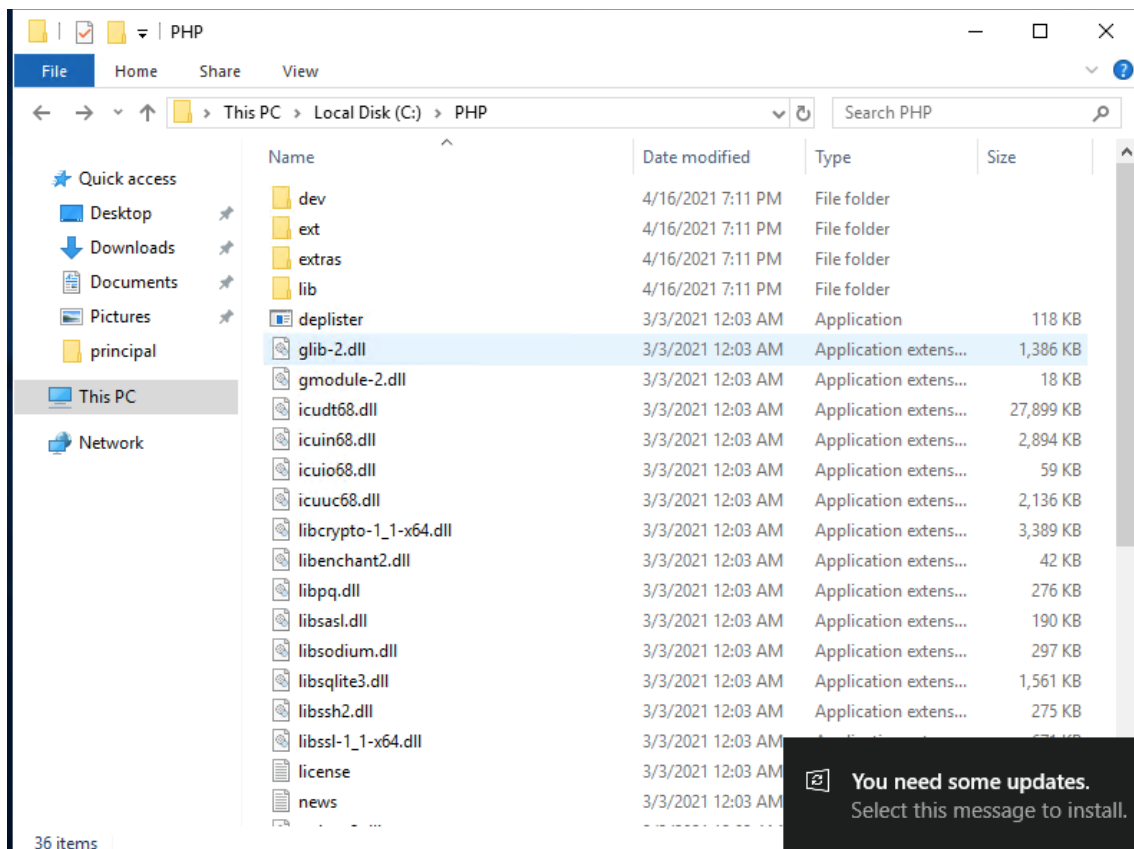 PHP
File Home Share View
This PC Local Disk (C:) PHP Search PHP
Name Date modified Type Size
Quick access
Desktop
Downloads
Documents
Pictures
principal
This PC
Network
dev 4/16/2021 7:11 PM File folder
ext 4/16/2021 7:11 PM File folder
extras 4/16/2021 7:11 PM File folder
lib 4/16/2021 7:11 PM File folder
deplister 3/3/2021 12:03 AM Application 118 KB
glib-2.dll 3/3/2021 12:03 AM Application extens... 1,386 KB
gmodule-2.dll 3/3/2021 12:03 AM Application extens... 18 KB
icudt68.dll 3/3/2021 12:03 AM Application extens... 27,899 KB
icuin68.dll 3/3/2021 12:03 AM Application extens... 2,894 KB
icuio68.dll 3/3/2021 12:03 AM Application extens... 59 KB
icuuc68.dll 3/3/2021 12:03 AM Application extens... 2,136 KB
libcrypto-1_1-x64.dll 3/3/2021 12:03 AM Application extens... 3,389 KB
libenchant2.dll 3/3/2021 12:03 AM Application extens... 42 KB
libpq.dll 3/3/2021 12:03 AM Application extens... 276 KB
libsasl.dll 3/3/2021 12:03 AM Application extens... 190 KB
libsodium.dll 3/3/2021 12:03 AM Application extens... 297 KB
libsqlite3.dll 3/3/2021 12:03 AM Application extens... 1,561 KB
libssh2.dll 3/3/2021 12:03 AM Application extens... 275 KB
libssl-1_1-x64.dll 3/3/2021 12:03 AM
license 3/3/2021 12:03 AM
news 3/3/2021 12:03 AM
You need some updates.
Select this message to install.
36 items